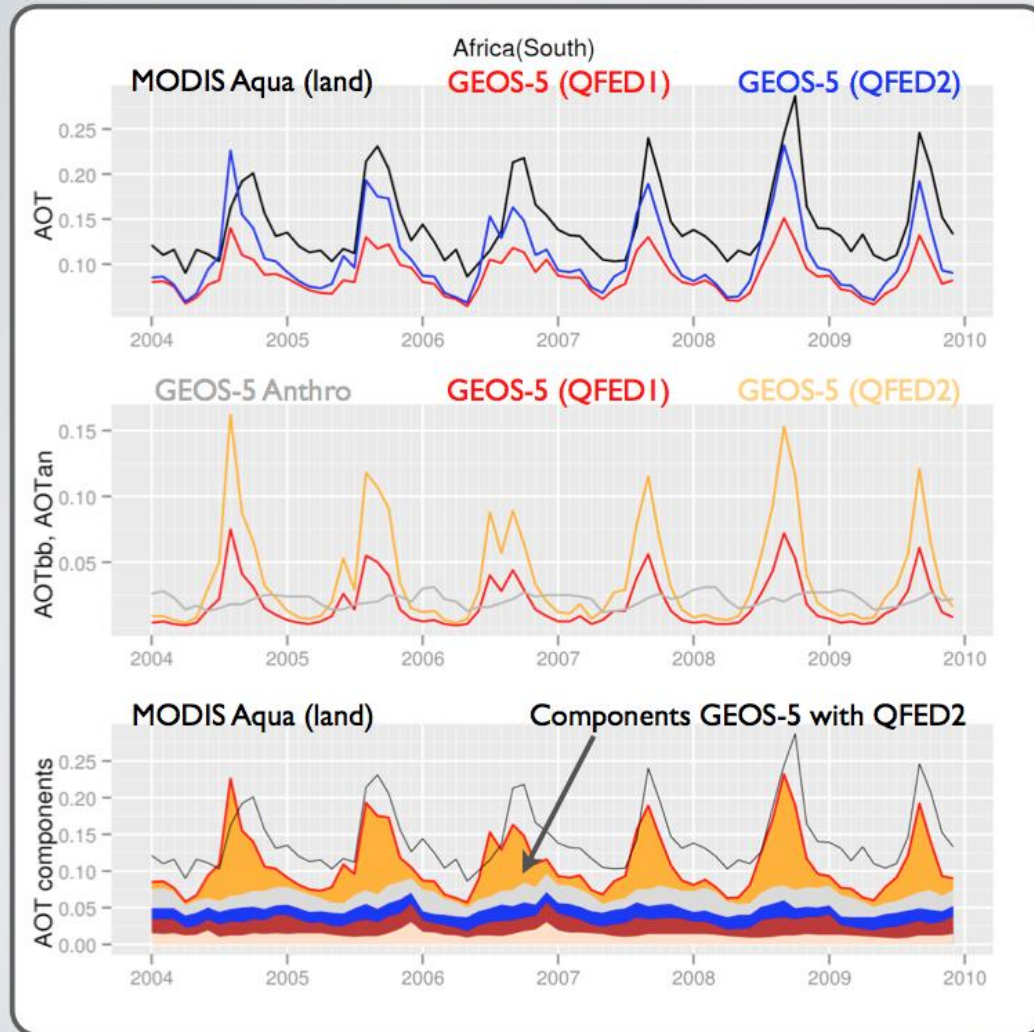 Africa(South)
MODIS Aqua (land) GEOS-5 (QFED1) GEOS-5 (QFED2)
AOT
0.25
0.20
0.15
0.10
2004 2005 2006 2007 2008 2009 2010
GEOS-5 Anthro GEOS-5 (QFED1) GEOS-5 (QFED2)
AOTbb, AOTan
0.15
0.10
0.05
2004 2005 2006 2007 2008 2009 2010
MODIS Aqua (land) Components GEOS-5 with QFED2
AOT components
0.25
0.20
0.15
0.10
0.05
0.00
2004 2005 2006 2007 2008 2009 2010